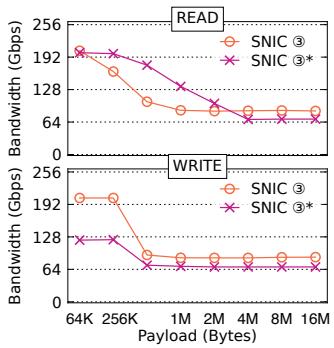 READ
256
192
128
64
0
Bandwidth (Gbps)
SNIC ③
SNIC ③*
WRITE
256
192
128
64
0
Bandwidth (Gbps)
SNIC ③
SNIC ③*
64K 256K 1M 2M 4M 8M 16M
Payload (Bytes)